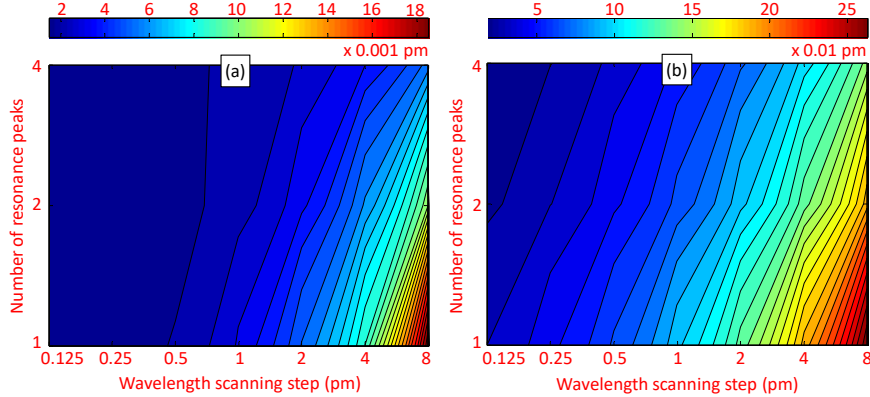 2 4 6 8 10 12 14 16 18
x 0.001 pm
(a)
4
2
1
Number of resonance peaks
0.125 0.25 0.5 1 2 4 8
Wavelength scanning step (pm)
5 10 15 20 25
x 0.01 pm
(b)
4
2
1
Number of resonance peaks
0.125 0.25 0.5 1 2 4 8
Wavelength scanning step (pm)